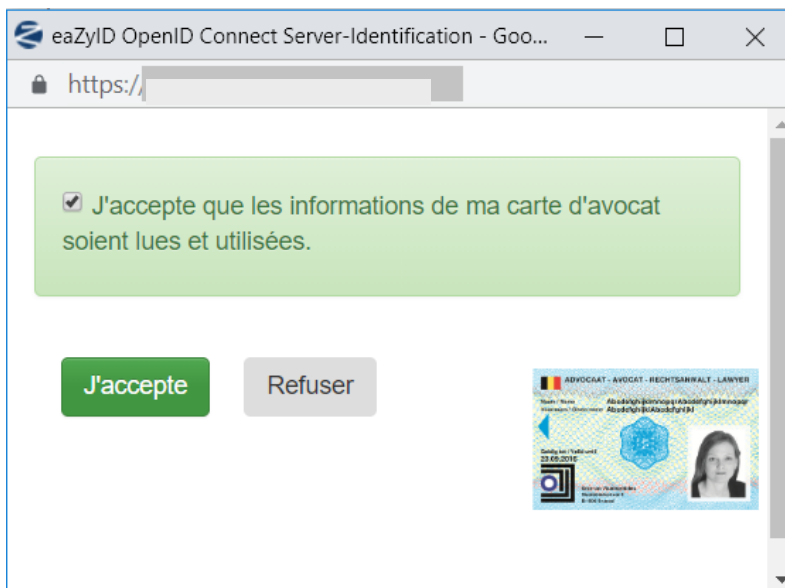 eaZyID OpenID Connect Server-Identification - Goo...
https://
J'accepte que les informations de ma carte d'avocat
soient lues et utilisées.
J'accepte
Refuser
ADVOCAAT - AVOCAT - RECHTSANWALT - LAWYER